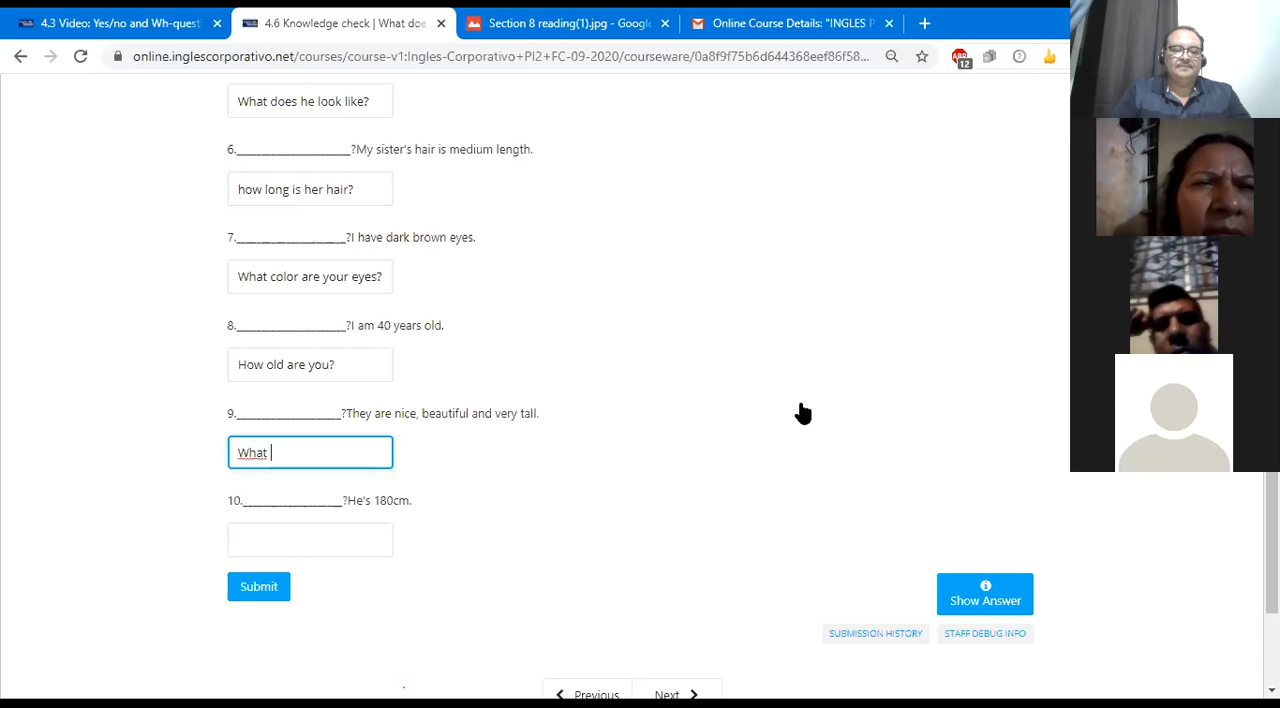 4.3 Video: Yes/no and Wh-quest
4.6 Knowledge check | What doe
Section 8 reading(1).jpg - Googl
Online Course Details: "INGLES P
online.inglescorporativo.net/courses/course-v1:Ingles-Corporativo+PI2+FC-09-2020/courseware/0a8f9f75b6d644368eef86f58...
12
What does he look like?
6.____________________?My sister's hair is medium length.
how long is her hair?
7.____________________?I have dark brown eyes.
What color are your eyes?
8.____________________?I am 40 years old.
How old are you?
9.___________________?They are nice, beautiful and very tall.
What
10.__________________?He's 180cm.
Submit
Show Answer
SUBMISSION HISTORY
STAFF DEBUG INFO
Previous
Next